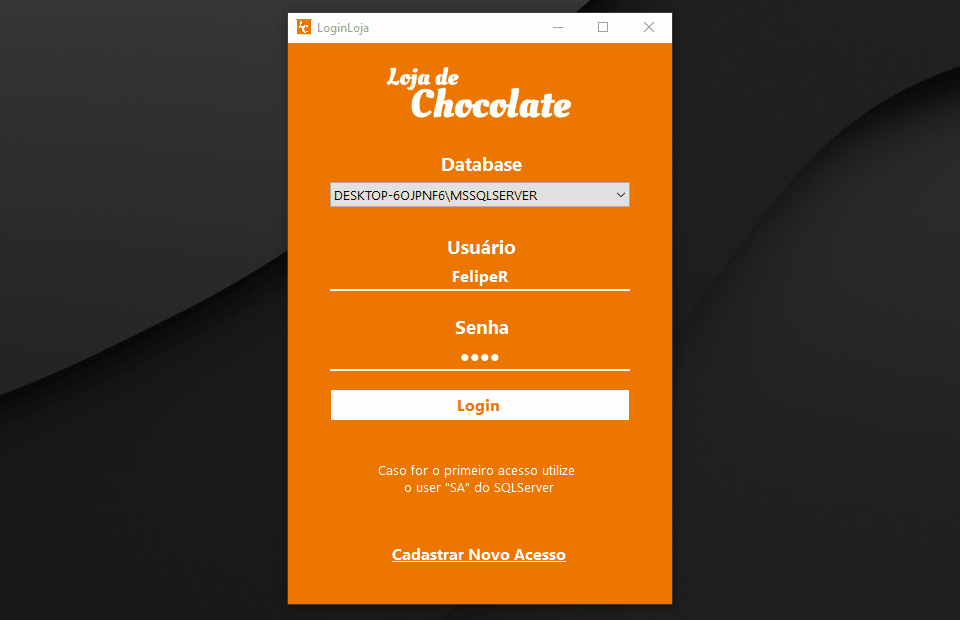 LoginLoja
Loja de
Chocolate
Database
DESKTOP-6OJPNF6\MSSQLSERVER
Usuário
FelipeR
Senha
••••
Login
Caso for o primeiro acesso utilize
o user "SA" do SQLServer
Cadastrar Novo Acesso